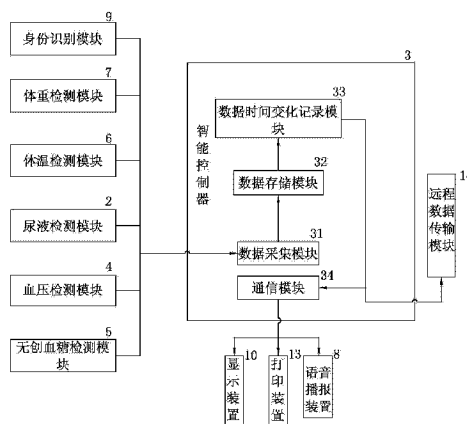 9
身份识别模块
7
体重检测模块
6
体温检测模块
2
尿液检测模块
4
血压检测模块
5
无创血糖检测模
块
3
智能控制器
33
数据时间变化记录模
块
32
数据存储模块
31
数据采集模块
34
通信模块
10
显示装置
13
打印装置
8
语音
播报
装置
远程
数据
传输
模块